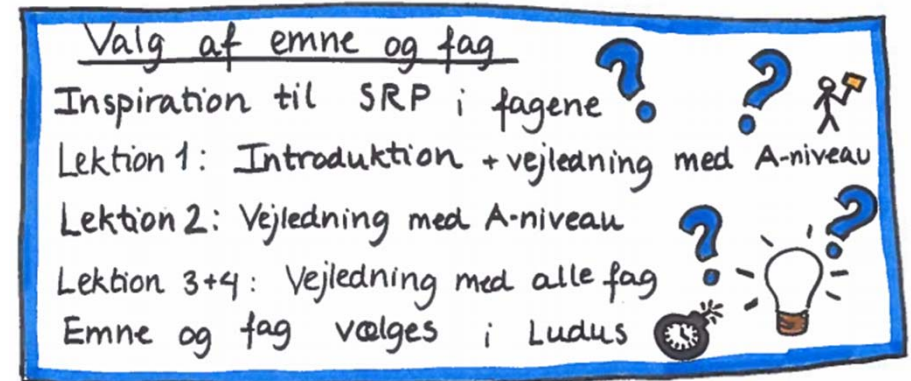 Valg af emne og fag
Inspiration til SRP i fagene
Lektion 1: Introduktion + vejledning med A-niveau
Lektion 2: Vejledning med A-niveau
Lektion 3+4: Vejledning med alle fag
Emne og fag vælges i Ludus